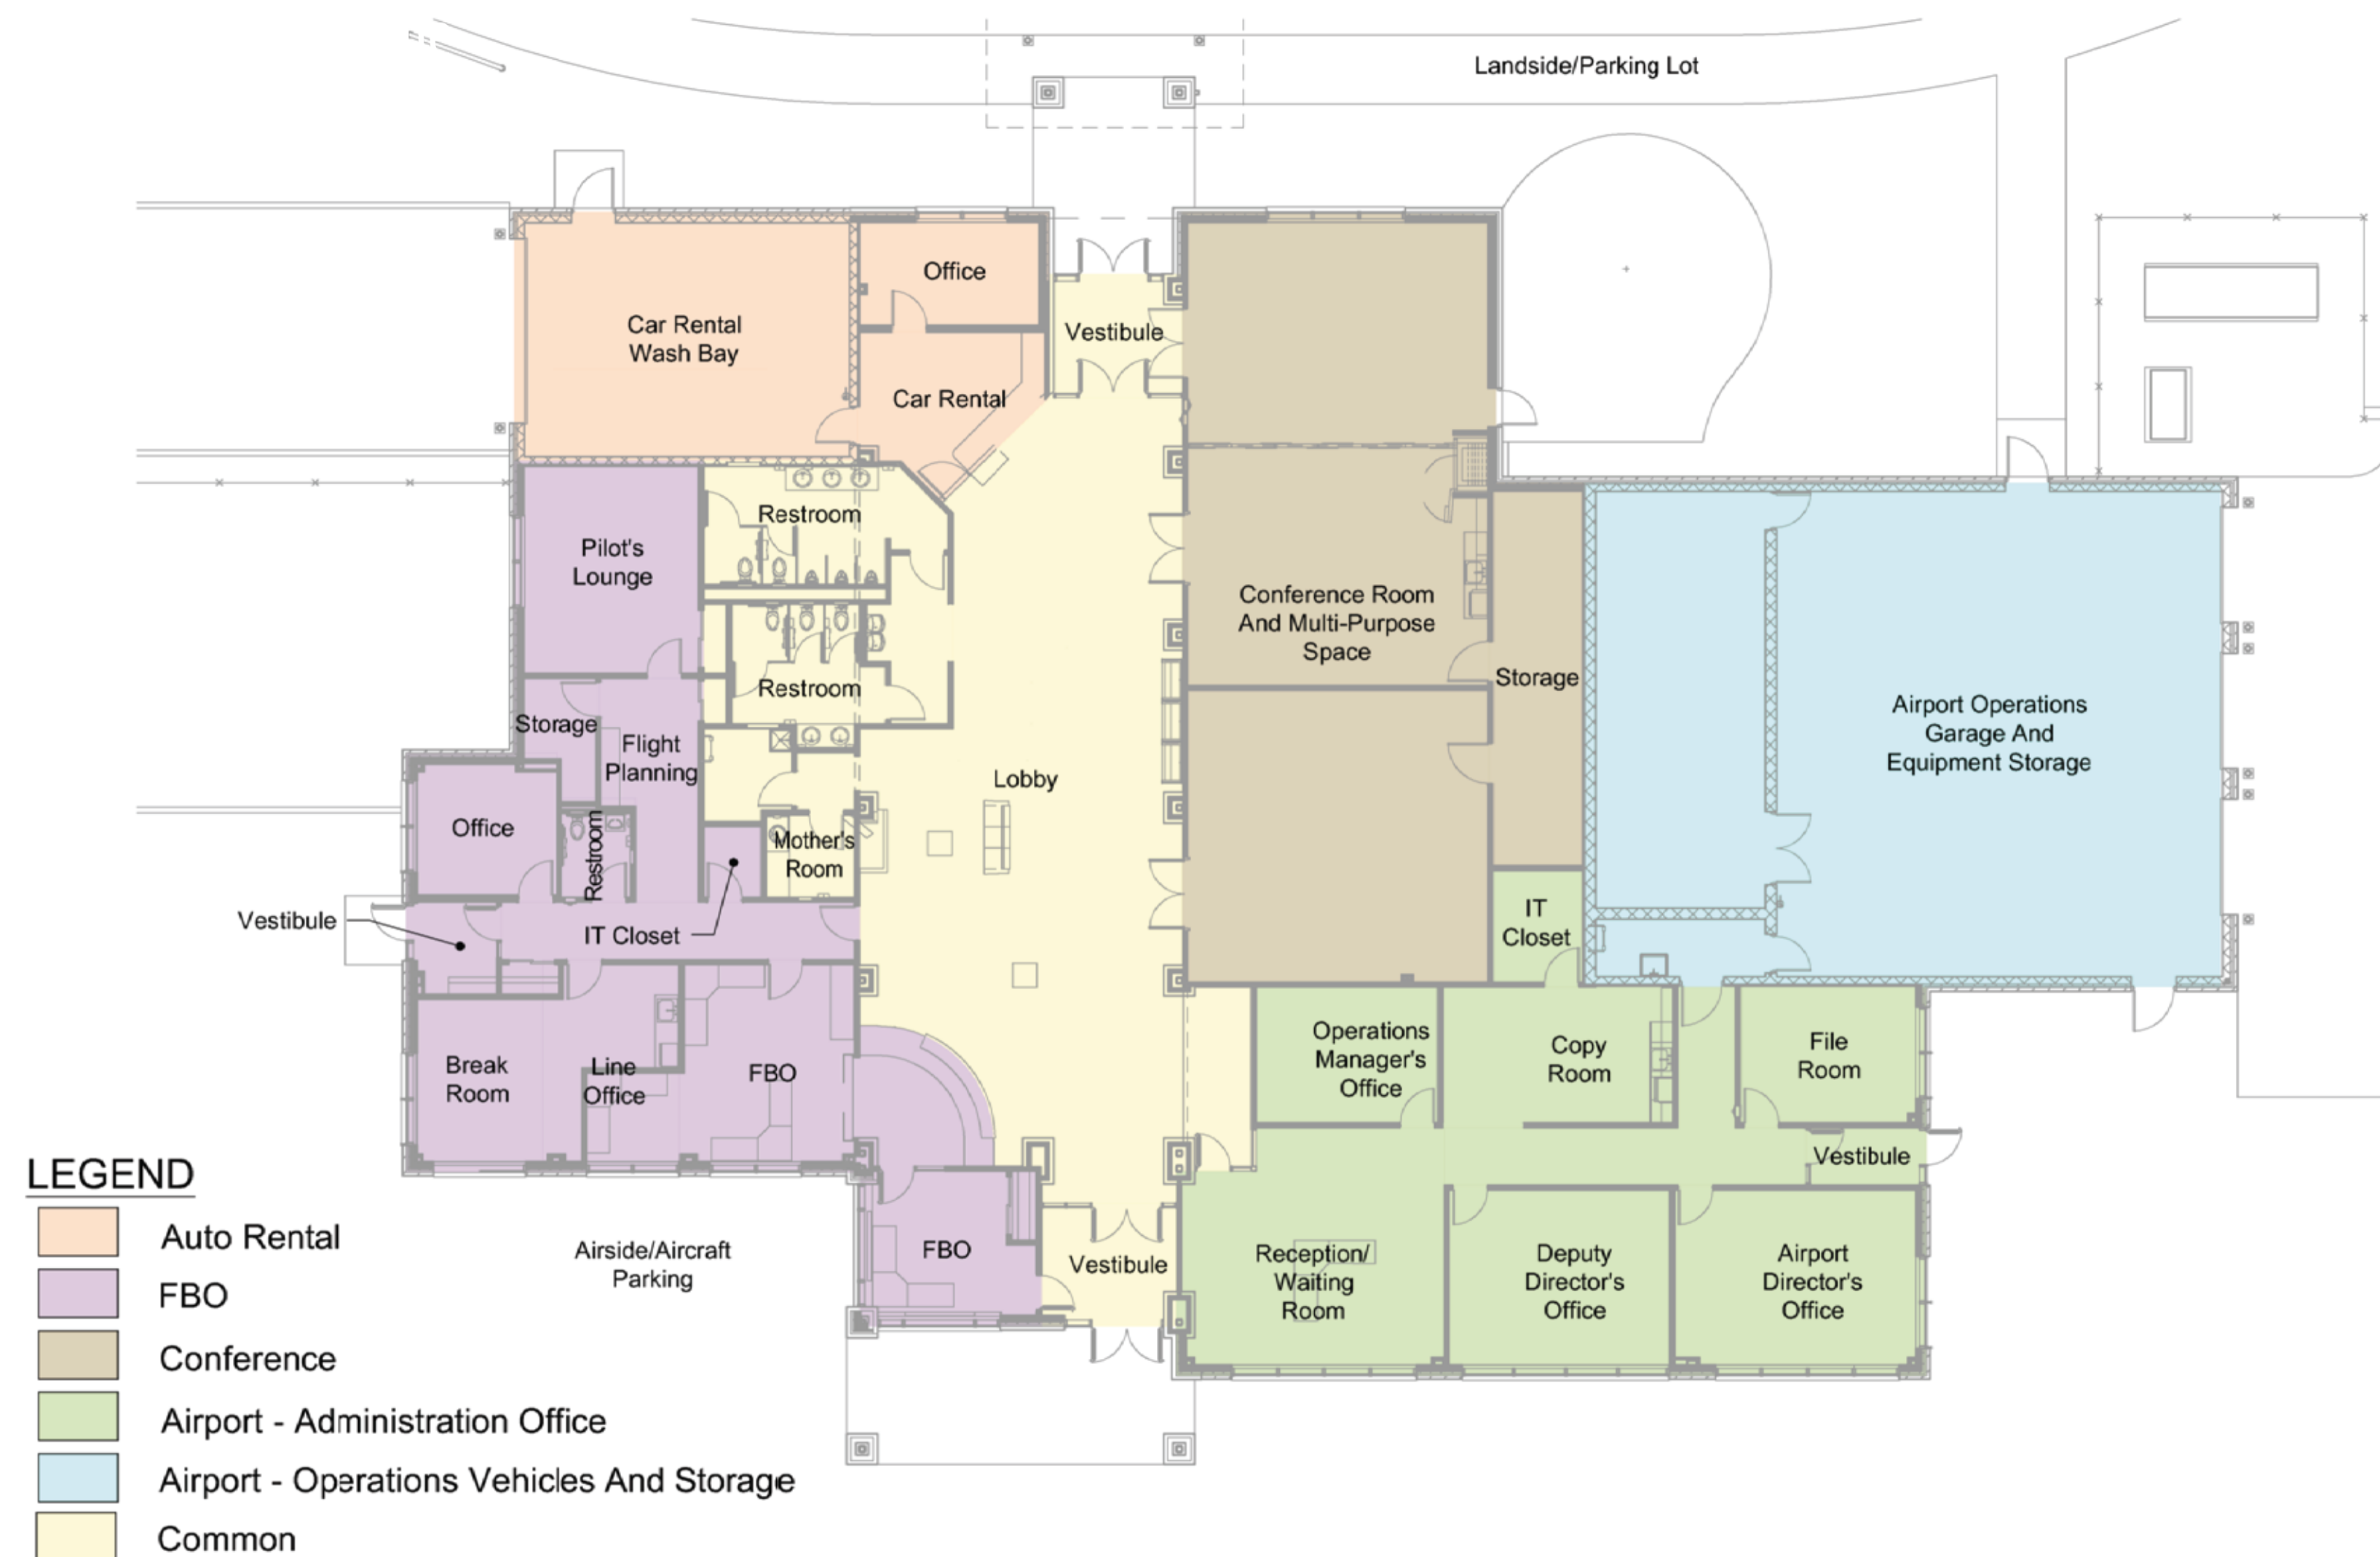 Landside/Parking Lot
Office
Car Rental
Wash Bay
Vestibule
Car Rental
Restroom
Pilot's
Lounge
Conference Room
And Multi-Purpose
Space
Storage
Restroom
Storage
Flight
Planning
Airport Operations
Garage And
Equipment Storage
Lobby
Office
Restroom
Mother's
Room
Vestibule
IT Closet
IT
Closet
Break
Room
Line
Office
FBO
Operations
Manager's
Office
Copy
Room
File
Room
Vestibule
FBO
Vestibule
Reception/
Waiting
Room
Deputy
Director's
Office
Airport
Director's
Office
Airside/Aircraft
Parking
LEGEND
Auto Rental
FBO
Conference
Airport - Administration Office
Airport - Operations Vehicles And Storage
Common